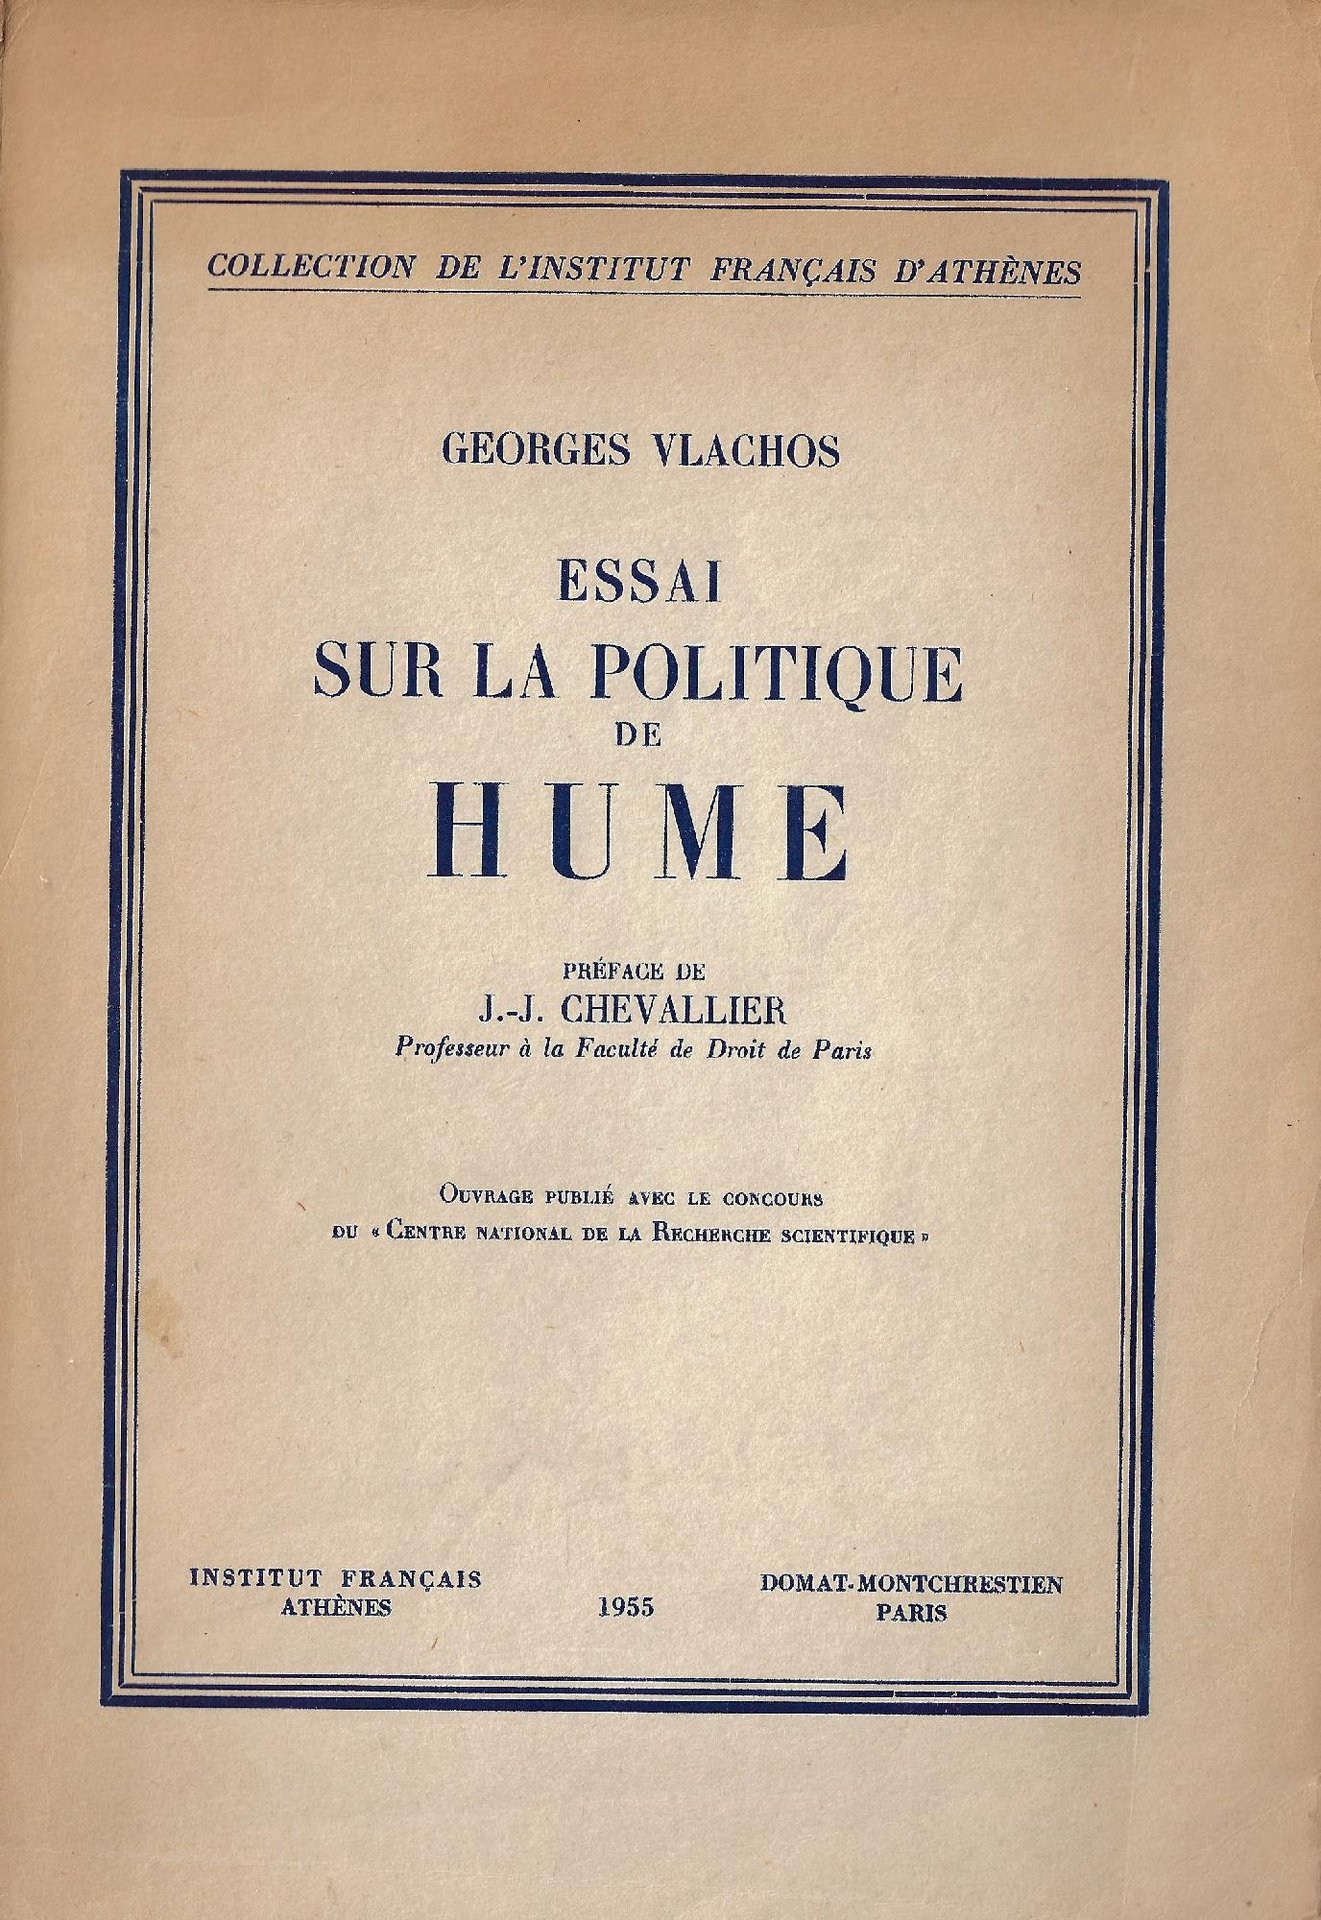 COLLECTION DE L'INSTITUT FRANÇAIS D'ATHÈNES
GEORGES VLACHOS
ESSAI
SUR LA POLITIQUE
DE
HUME
PRÉFACE DE
J.-J. CHEVALLIER
Professeur à la Faculté de Droit de Paris
OUVRAGE PUBLIÉ AVEC LE CONCOURS
DU « CENTRE NATIONAL DE LA RECHERCHE SCIENTIFIQUE »
INSTITUT FRANÇAIS
ATHÈNES
1955
DOMAT-MONTCHRESTIEN
PARIS